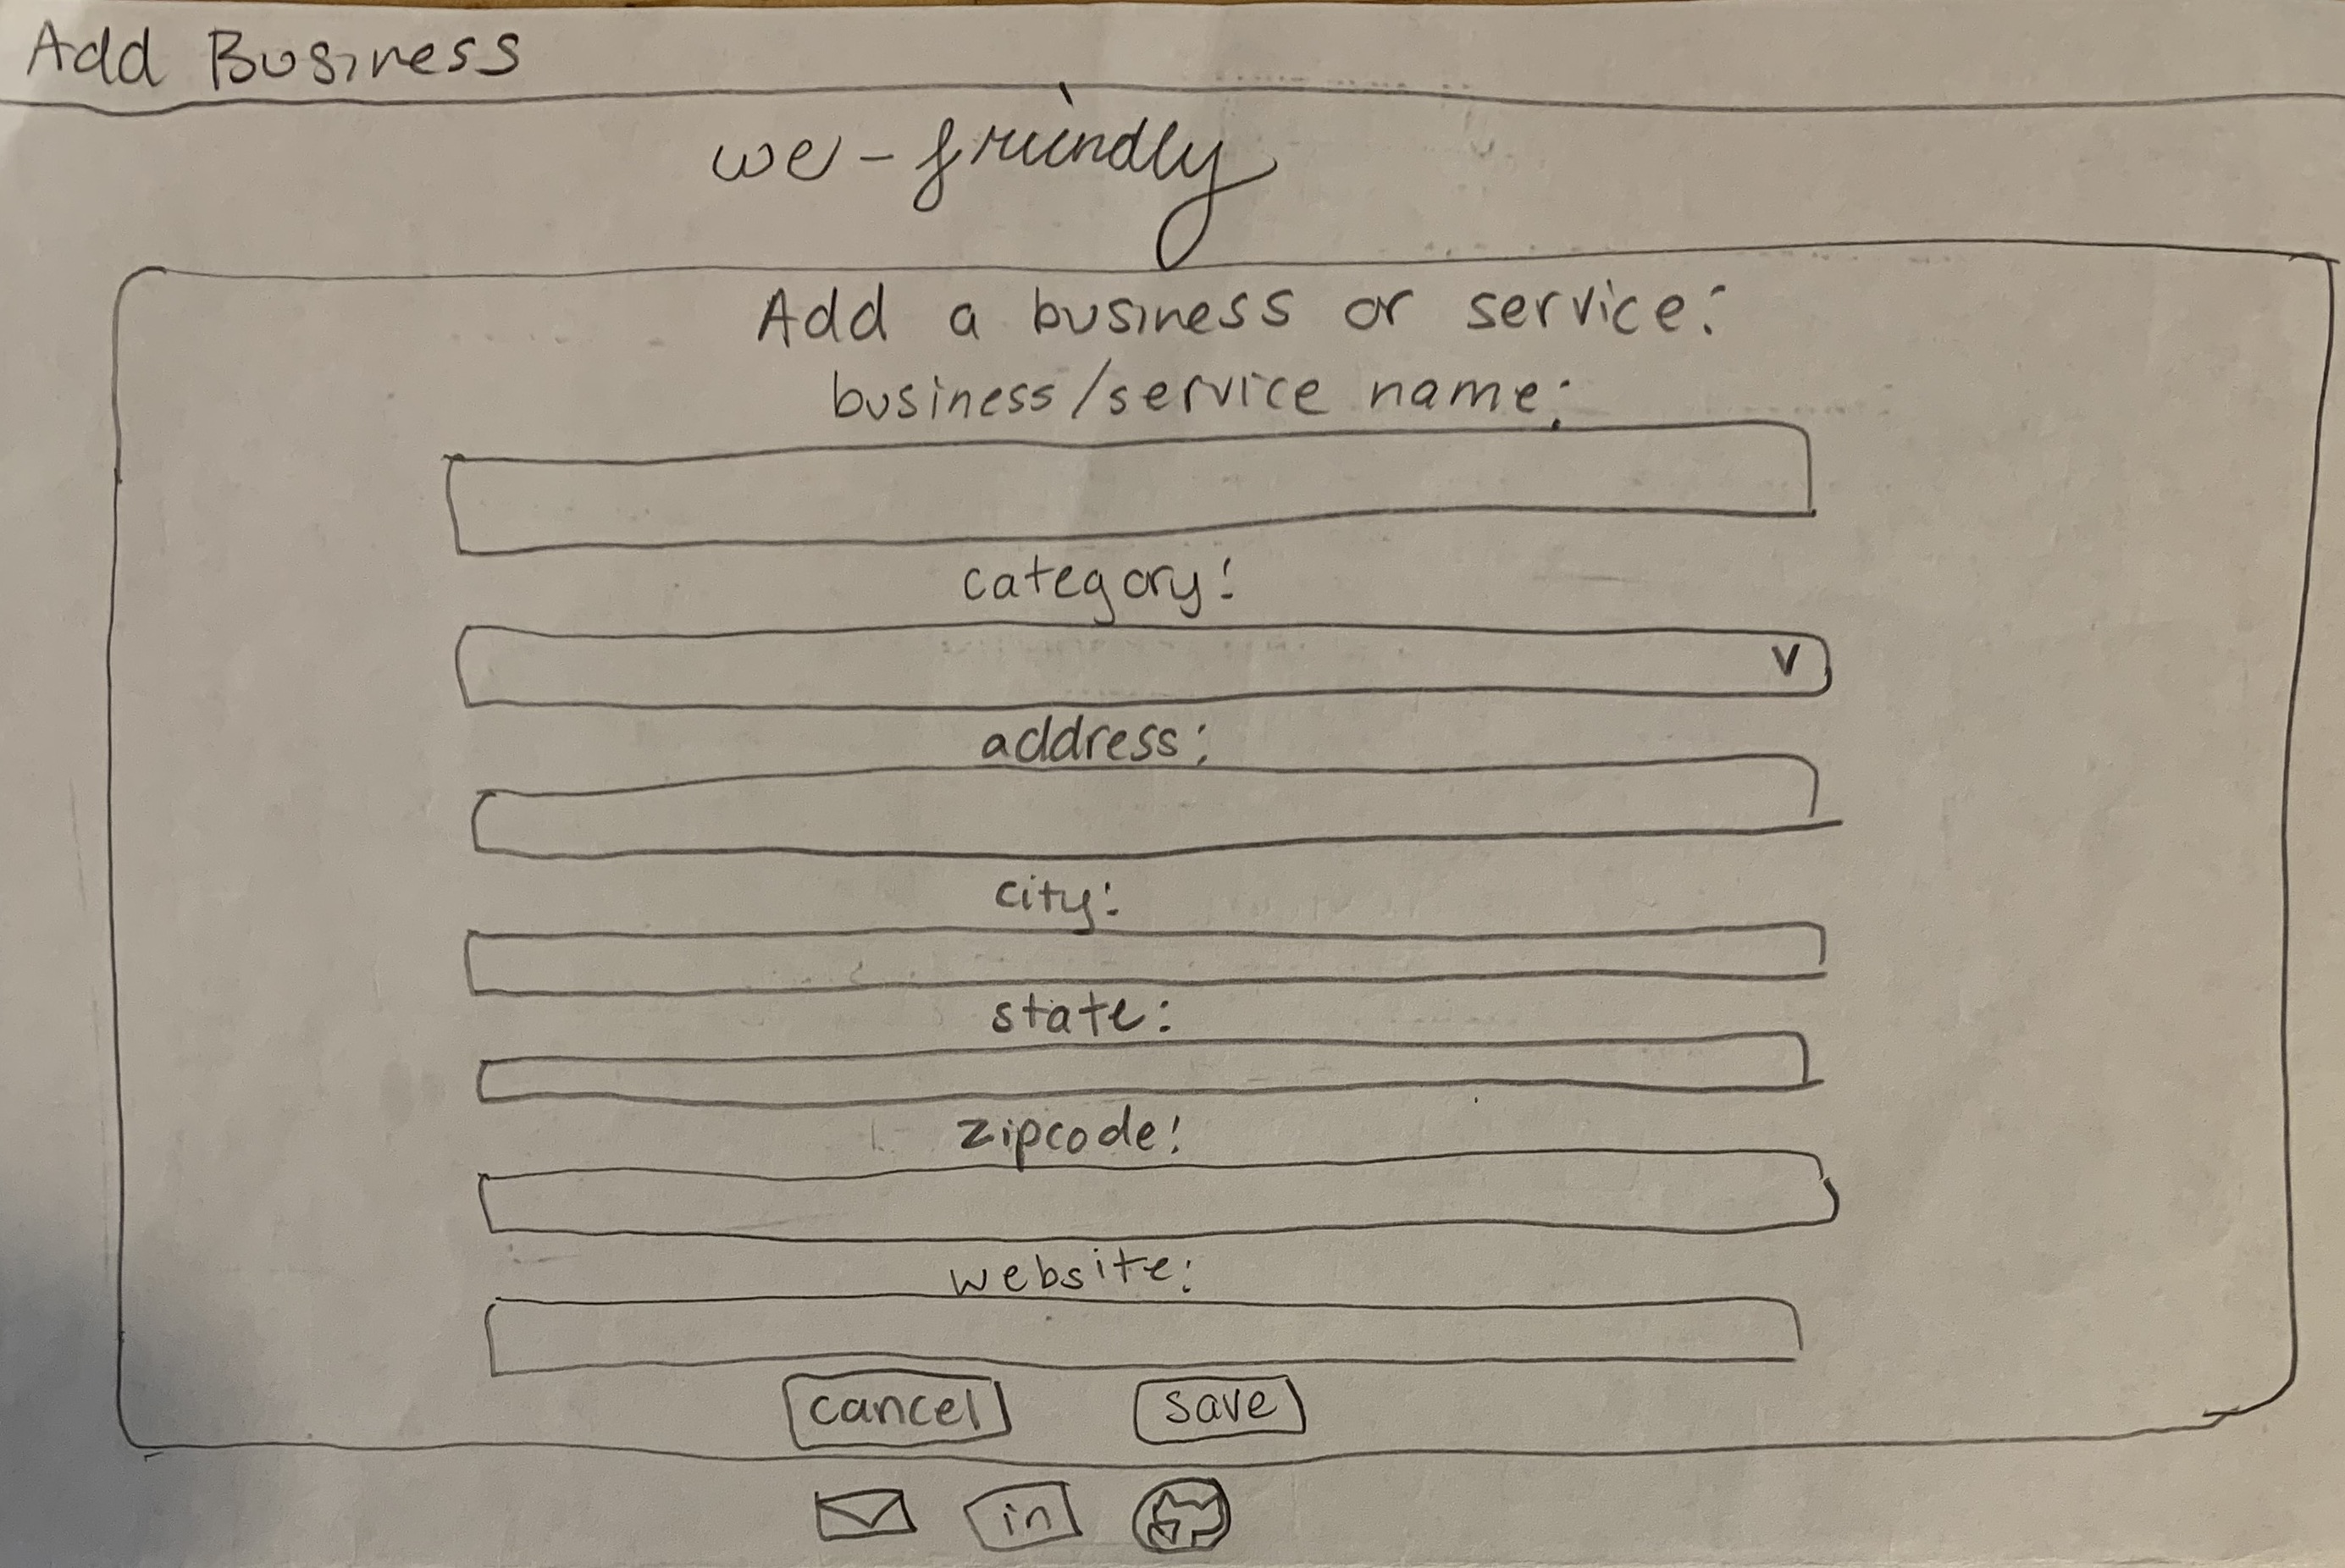 Add Business
we-friendly
Add a business or service:
business/service name:
category:
v
address:
city:
state:
zipcode:
website:
cancel save
in